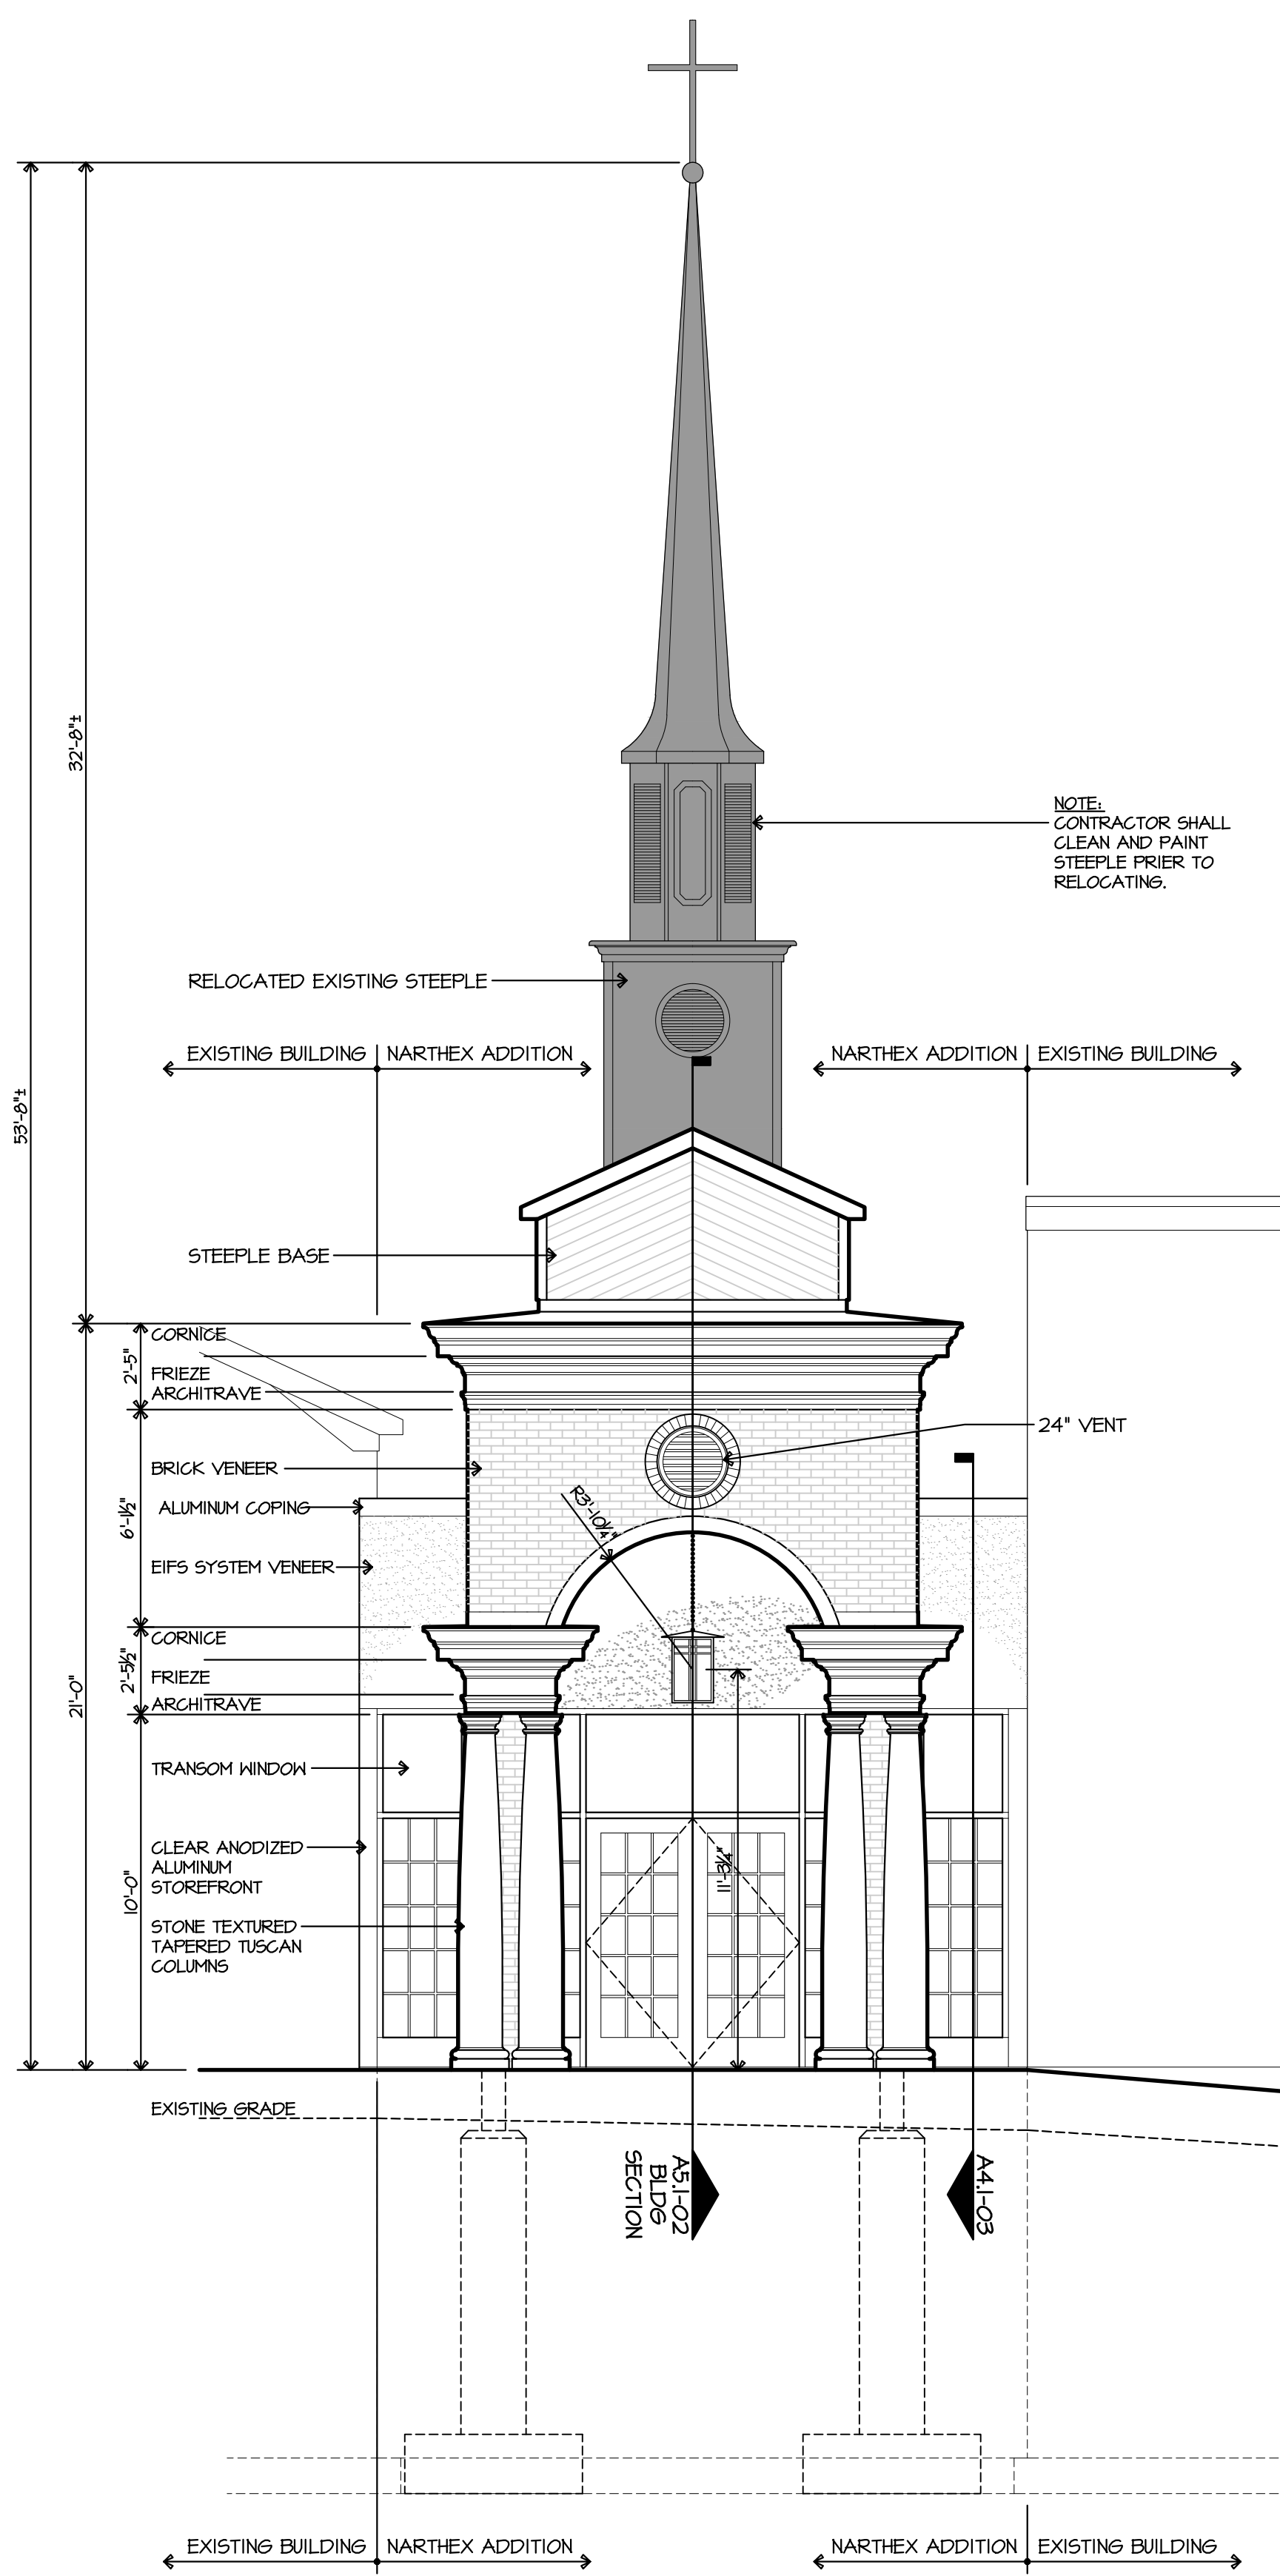 32'-8"±
NOTE:
CONTRACTOR SHALL
CLEAN AND PAINT
STEEPLE PRIER TO
RELOCATING.
RELOCATED EXISTING STEEPLE
EXISTING BUILDING
NARTHEX ADDITION
NARTHEX ADDITION
EXISTING BUILDING
53'-8"±
STEEPLE BASE
CORNICE
2'-5"
FRIEZE
ARCHITRAVE
24" VENT
BRICK VENEER
R3'-10¼"
ALUMINUM COPING
6'-1½"
EIFS SYSTEM VENEER
CORNICE
2'-5½"
FRIEZE
21'-0"
ARCHITRAVE
TRANSOM WINDOW
CLEAR ANODIZED
ALUMINUM
STOREFRONT
11'-3¼"
10'-0"
STONE TEXTURED
TAPERED TUSCAN
COLUMNS
EXISTING GRADE
A5.1-02
BLDG
SECTION
A4.1-03
EXISTING BUILDING
NARTHEX ADDITION
NARTHEX ADDITION
EXISTING BUILDING